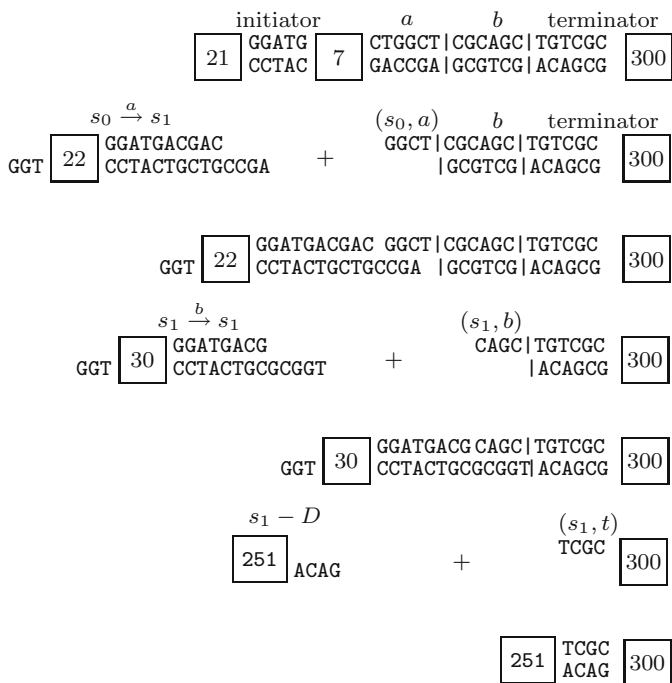 initiator a b terminator
21 GGATG 7 CTGGCT|CGCAGC|TGTCGC 300
CCTAC GACCGA|GCGTCG|ACAGCG
s₀ →ᵃ s₁ (s₀, a) b terminator
22 GGATGACGAC GGCT|CGCAGC|TGTCGC 300
GGT CCTACTGCTGCCGA + |GCGTCG|ACAGCG
22 GGATGACGAC GGCT|CGCAGC|TGTCGC 300
GGT CCTACTGCTGCCGA |GCGTCG|ACAGCG
s₁ →ᵇ s₁ (s₁, b)
30 GGATGACG CAGC|TGTCGC 300
GGT CCTACTGCGCGGT + |ACAGCG
30 GGATGACG CAGC|TGTCGC 300
GGT CCTACTGCGCGGT|ACAGCG
s₁ − D (s₁, t)
251 TCGC 300
ACAG +
251 TCGC 300
ACAG